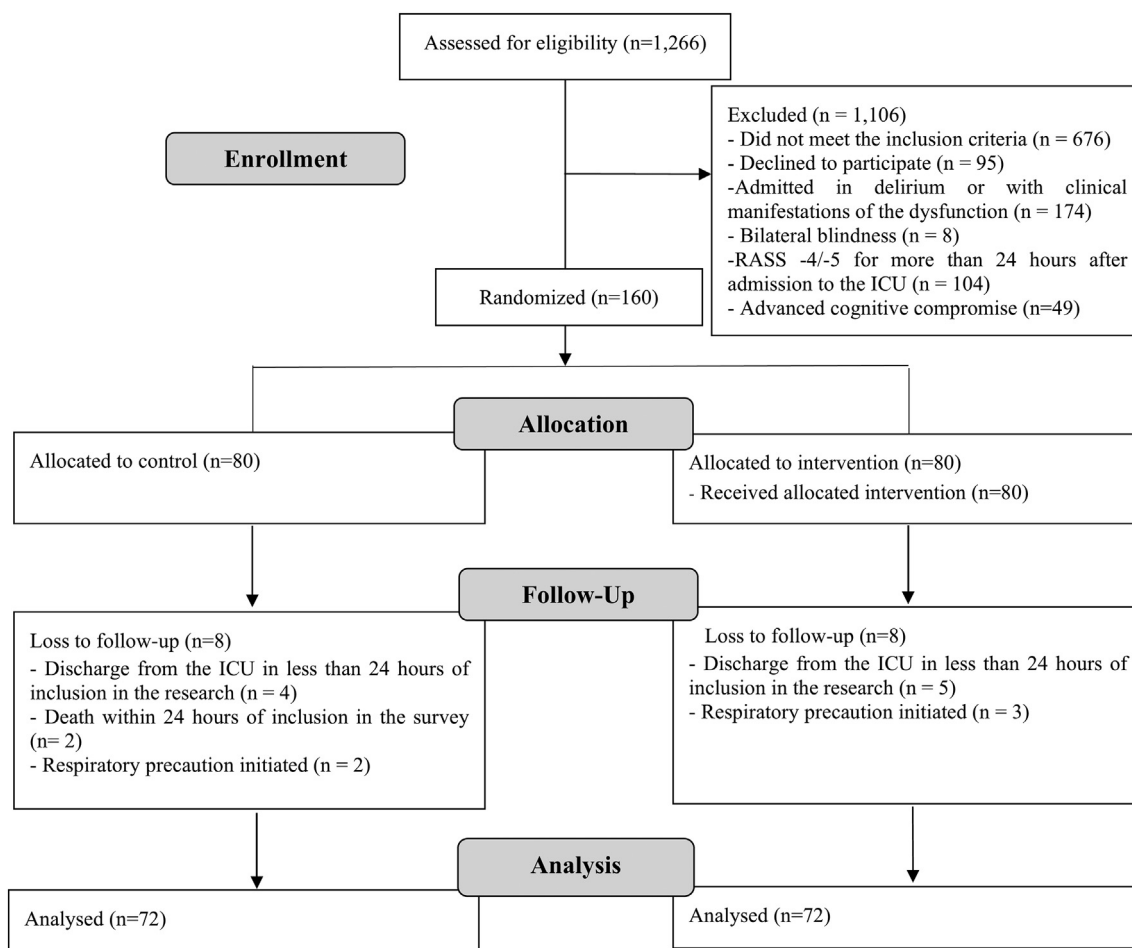 Assessed for eligibility (n=1,266)
Excluded (n = 1,106)
- Did not meet the inclusion criteria (n = 676)
- Declined to participate (n = 95)
-Admitted in delirium or with clinical
manifestations of the dysfunction (n = 174)
- Bilateral blindness (n = 8)
-RASS -4/-5 for more than 24 hours after
admission to the ICU (n = 104)
- Advanced cognitive compromise (n=49)
Enrollment
Randomized (n=160)
Allocation
Allocated to control (n=80)
Allocated to intervention (n=80)
- Received allocated intervention (n=80)
Follow-Up
Loss to follow-up (n=8)
- Discharge from the ICU in less than 24 hours of
inclusion in the research (n = 4)
- Death within 24 hours of inclusion in the survey
(n= 2)
- Respiratory precaution initiated (n = 2)
Loss to follow-up (n=8)
- Discharge from the ICU in less than 24 hours of
inclusion in the research (n = 5)
- Respiratory precaution initiated (n = 3)
Analysis
Analysed (n=72)
Analysed (n=72)